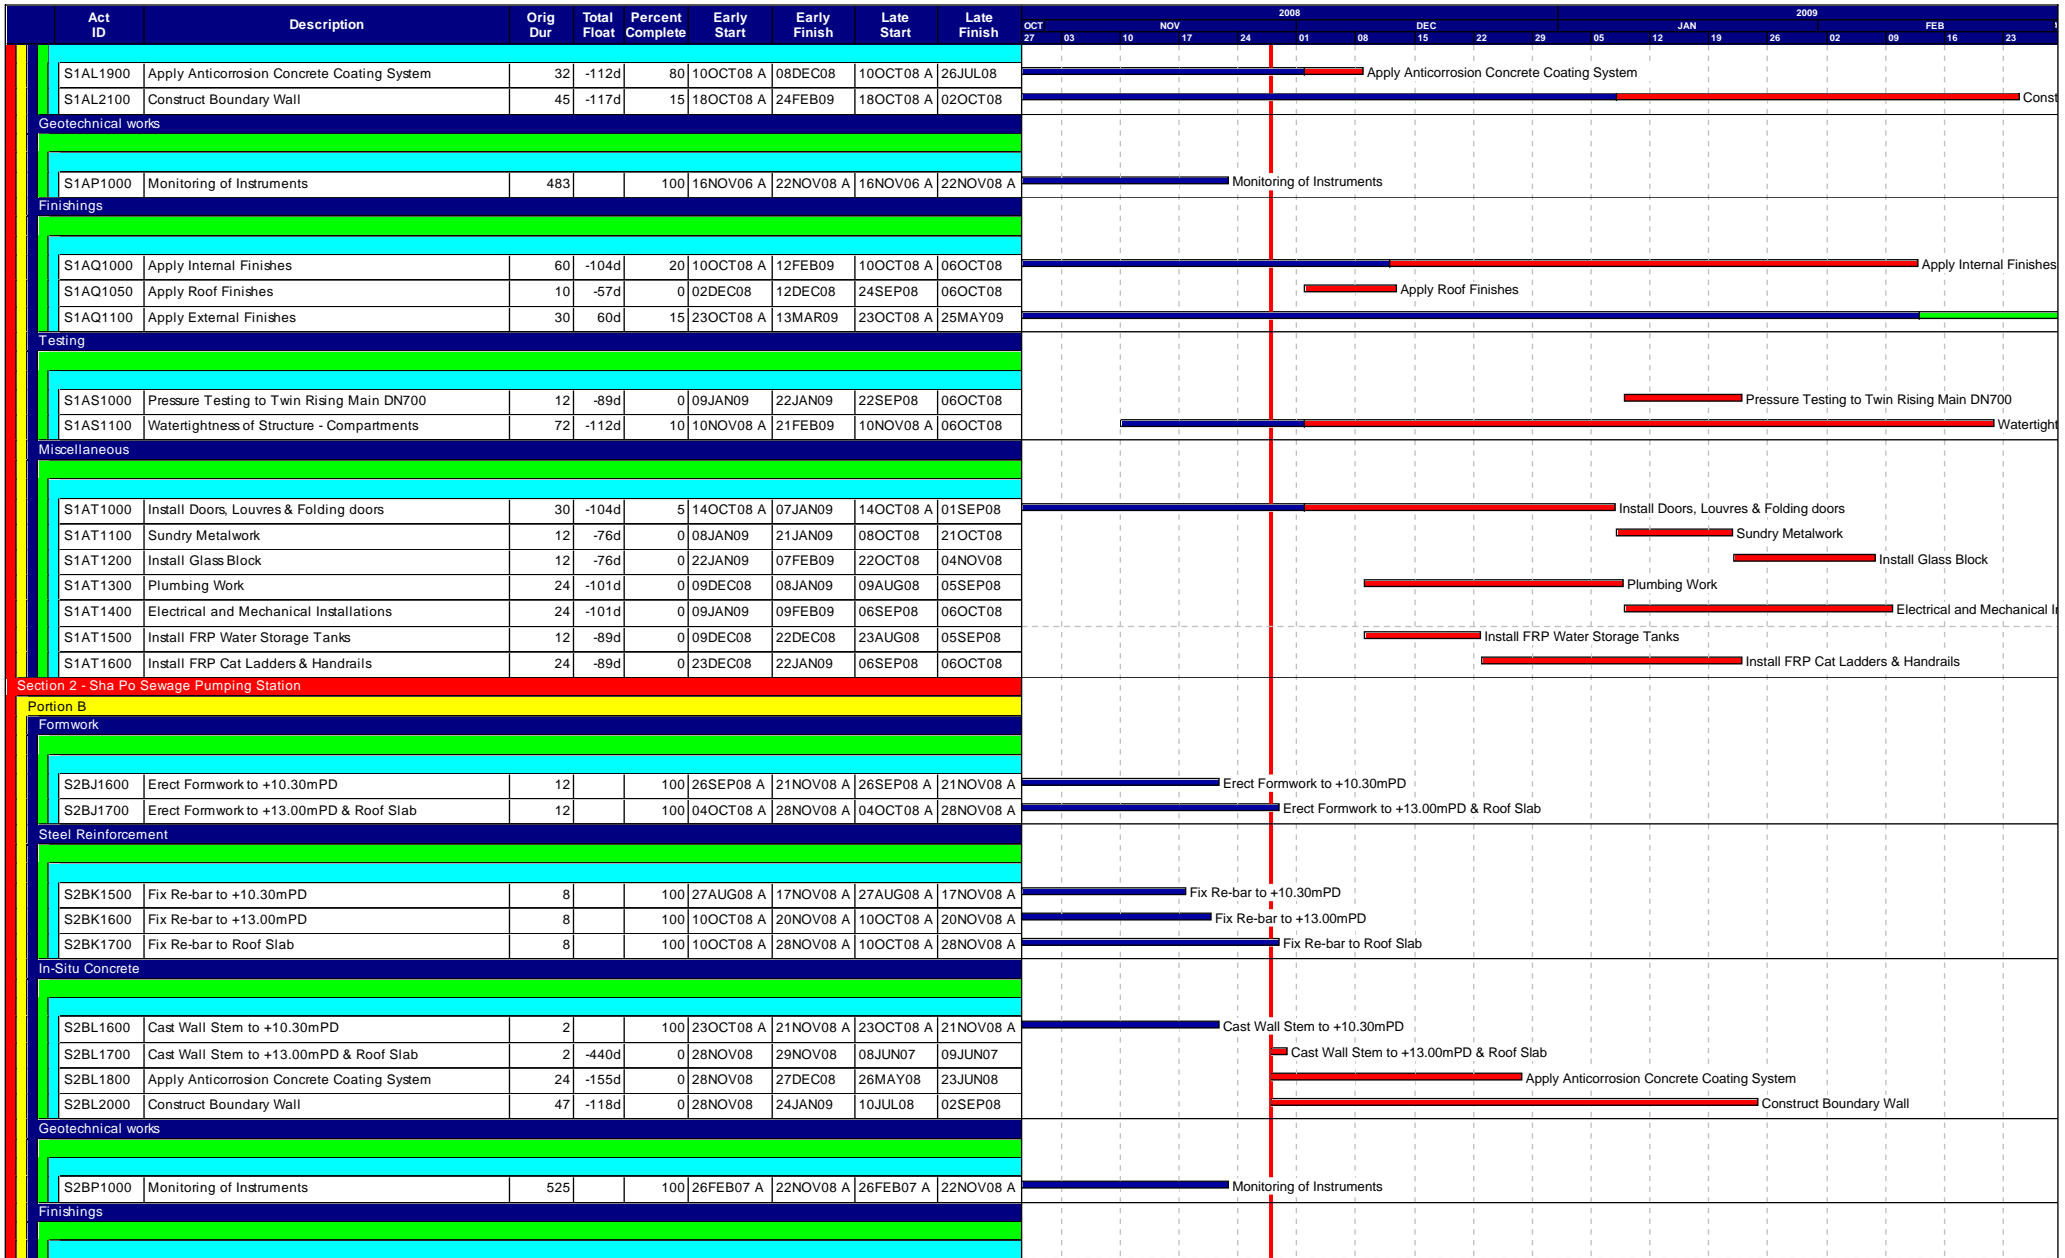 Act ID Description Orig Dur Total Float Percent Complete Early Start Early Finish Late Start Late Finish
2008 2009
OCT NOV DEC JAN FEB
27 03 10 17 24 01 08 15 22 29 05 12 19 26 02 09 16 23
S1AL1900 Apply Anticorrosion Concrete Coating System 32 -112d 80 10OCT08 A 08DEC08 10OCT08 A 26JUL08 Apply Anticorrosion Concrete Coating System
S1AL2100 Construct Boundary Wall 45 -117d 15 18OCT08 A 24FEB09 18OCT08 A 02OCT08 Const
Geotechnical works
S1AP1000 Monitoring of Instruments 483 100 16NOV06 A 22NOV08 A 16NOV06 A 22NOV08 A Monitoring of Instruments
Finishings
S1AQ1000 Apply Internal Finishes 60 -104d 20 10OCT08 A 12FEB09 10OCT08 A 06OCT08 Apply Internal Finishes
S1AQ1050 Apply Roof Finishes 10 -57d 0 02DEC08 12DEC08 24SEP08 06OCT08 Apply Roof Finishes
S1AQ1100 Apply External Finishes 30 60d 15 23OCT08 A 13MAR09 23OCT08 A 25MAY09
Testing
S1AS1000 Pressure Testing to Twin Rising Main DN700 12 -89d 0 09JAN09 22JAN09 22SEP08 06OCT08 Pressure Testing to Twin Rising Main DN700
S1AS1100 Watertightness of Structure - Compartments 72 -112d 10 10NOV08 A 21FEB09 10NOV08 A 06OCT08 Watertight
Miscellaneous
S1AT1000 Install Doors, Louvres & Folding doors 30 -104d 5 14OCT08 A 07JAN09 14OCT08 A 01SEP08 Install Doors, Louvres & Folding doors
S1AT1100 Sundry Metalwork 12 -76d 0 08JAN09 21JAN09 08OCT08 21OCT08 Sundry Metalwork
S1AT1200 Install Glass Block 12 -76d 0 22JAN09 07FEB09 22OCT08 04NOV08 Install Glass Block
S1AT1300 Plumbing Work 24 -101d 0 09DEC08 08JAN09 09AUG08 05SEP08 Plumbing Work
S1AT1400 Electrical and Mechanical Installations 24 -101d 0 09JAN09 09FEB09 06SEP08 06OCT08 Electrical and Mechanical I
S1AT1500 Install FRP Water Storage Tanks 12 -89d 0 09DEC08 22DEC08 23AUG08 05SEP08 Install FRP Water Storage Tanks
S1AT1600 Install FRP Cat Ladders & Handrails 24 -89d 0 23DEC08 22JAN09 06SEP08 06OCT08 Install FRP Cat Ladders & Handrails
Section 2 - Sha Po Sewage Pumping Station
Portion B
Formwork
S2BJ1600 Erect Formwork to +10.30mPD 12 100 26SEP08 A 21NOV08 A 26SEP08 A 21NOV08 A Erect Formwork to +10.30mPD
S2BJ1700 Erect Formwork to +13.00mPD & Roof Slab 12 100 04OCT08 A 28NOV08 A 04OCT08 A 28NOV08 A Erect Formwork to +13.00mPD & Roof Slab
Steel Reinforcement
S2BK1500 Fix Re-bar to +10.30mPD 8 100 27AUG08 A 17NOV08 A 27AUG08 A 17NOV08 A Fix Re-bar to +10.30mPD
S2BK1600 Fix Re-bar to +13.00mPD 8 100 10OCT08 A 20NOV08 A 10OCT08 A 20NOV08 A Fix Re-bar to +13.00mPD
S2BK1700 Fix Re-bar to Roof Slab 8 100 10OCT08 A 28NOV08 A 10OCT08 A 28NOV08 A Fix Re-bar to Roof Slab
In-Situ Concrete
S2BL1600 Cast Wall Stem to +10.30mPD 2 100 23OCT08 A 21NOV08 A 23OCT08 A 21NOV08 A Cast Wall Stem to +10.30mPD
S2BL1700 Cast Wall Stem to +13.00mPD & Roof Slab 2 -440d 0 28NOV08 29NOV08 08JUN07 09JUN07 Cast Wall Stem to +13.00mPD & Roof Slab
S2BL1800 Apply Anticorrosion Concrete Coating System 24 -155d 0 28NOV08 27DEC08 26MAY08 23JUN08 Apply Anticorrosion Concrete Coating System
S2BL2000 Construct Boundary Wall 47 -118d 0 28NOV08 24JAN09 10JUL08 02SEP08 Construct Boundary Wall
Geotechnical works
S2BP1000 Monitoring of Instruments 525 100 26FEB07 A 22NOV08 A 26FEB07 A 22NOV08 A Monitoring of Instruments
Finishings